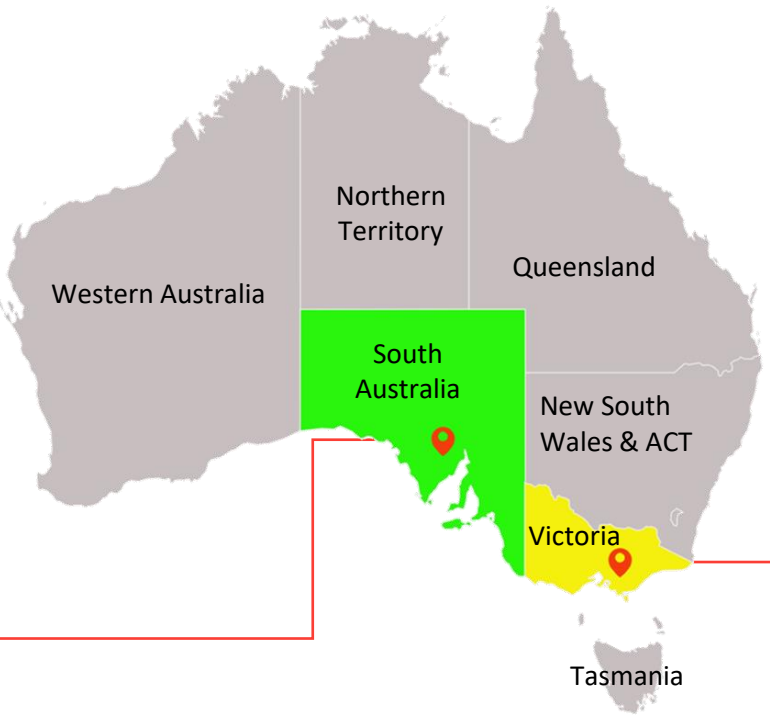 Northern
Territory
Queensland
Western Australia
South
Australia
New South
Wales & ACT
Victoria
Tasmania